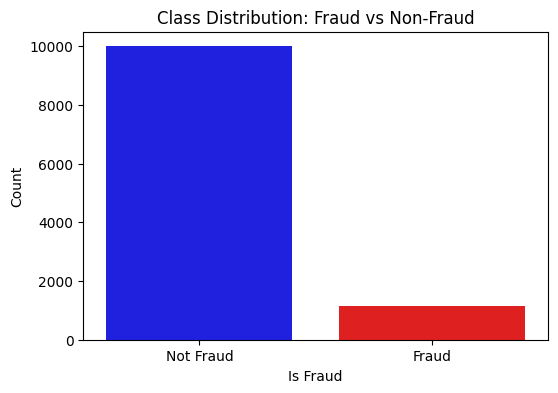 Class Distribution: Fraud vs Non-Fraud
10000
8000
6000
4000
2000
0
Count
Not Fraud
Fraud
Is Fraud